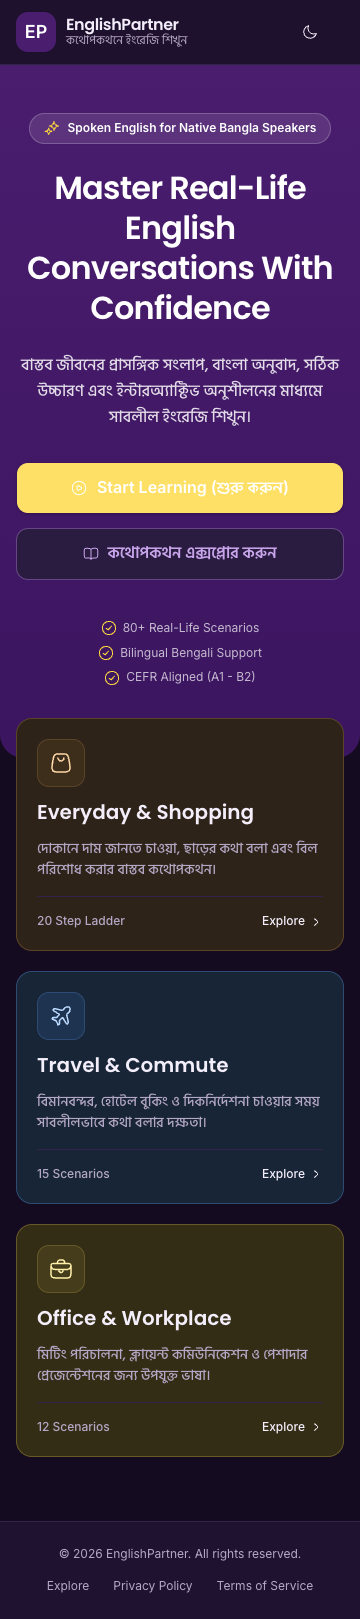 EP
EnglishPartner
কথোপকথনে ইংরেজি শিখুন
Spoken English for Native Bangla Speakers
Master Real-Life
English
Conversations With
Confidence
বাস্তব জীবনের প্রাসঙ্গিক সংলাপ, বাংলা অনুবাদ, সঠিক
উচ্চারণ এবং ইন্টারঅ্যাক্টিভ অনুশীলনের মাধ্যমে
সাবলীল ইংরেজি শিখুন।
Start Learning (শুরু করুন)
কথোপকথন এক্সপ্লোর করুন
80+ Real-Life Scenarios
Bilingual Bengali Support
CEFR Aligned (A1 - B2)
Everyday & Shopping
দোকানে দাম জানতে চাওয়া, ছাড়ের কথা বলা এবং বিল
পরিশোধ করার বাস্তব কথোপকথন।
20 Step Ladder
Explore
Travel & Commute
বিমানবন্দর, হোটেল বুকিং ও দিকনির্দেশনা চাওয়ার সময়
সাবলীলভাবে কথা বলার দক্ষতা।
15 Scenarios
Explore
Office & Workplace
মিটিং পরিচালনা, ক্লায়েন্ট কমিউনিকেশন ও পেশাদার
প্রেজেন্টেশনের জন্য উপযুক্ত ভাষা।
12 Scenarios
Explore
© 2026 EnglishPartner. All rights reserved.
Explore Privacy Policy Terms of Service